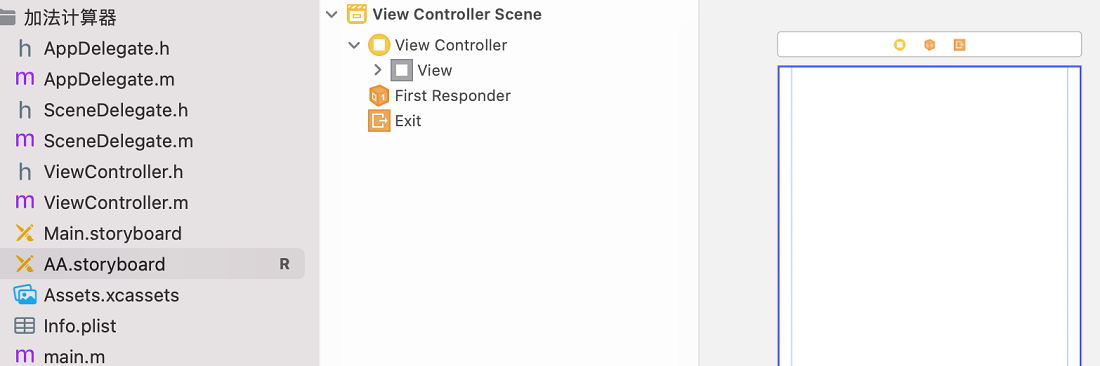 加法计算器
AppDelegate.h
AppDelegate.m
SceneDelegate.h
SceneDelegate.m
ViewController.h
ViewController.m
Main.storyboard
AA.storyboard R
Assets.xcassets
Info.plist
main.m
View Controller Scene
View Controller
View
First Responder
Exit